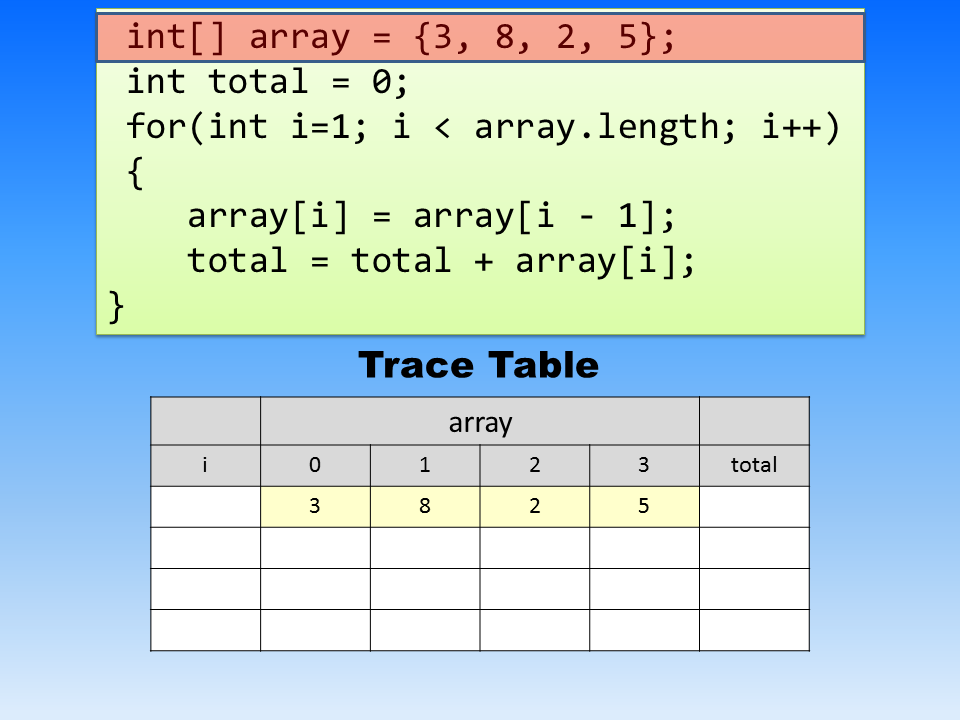 int[] array = {3, 8, 2, 5};
int total = 0;
for(int i=1; i < array.length; i++)
{
array[i] = array[i - 1];
total = total + array[i];
}
Trace Table
array
i 0 1 2 3 total
3 8 2 5